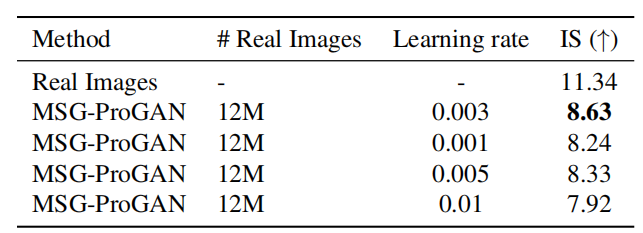 Method # Real Images Learning rate IS (↑)
Real Images - - 11.34
MSG-ProGAN 12M 0.003 8.63
MSG-ProGAN 12M 0.001 8.24
MSG-ProGAN 12M 0.005 8.33
MSG-ProGAN 12M 0.01 7.92